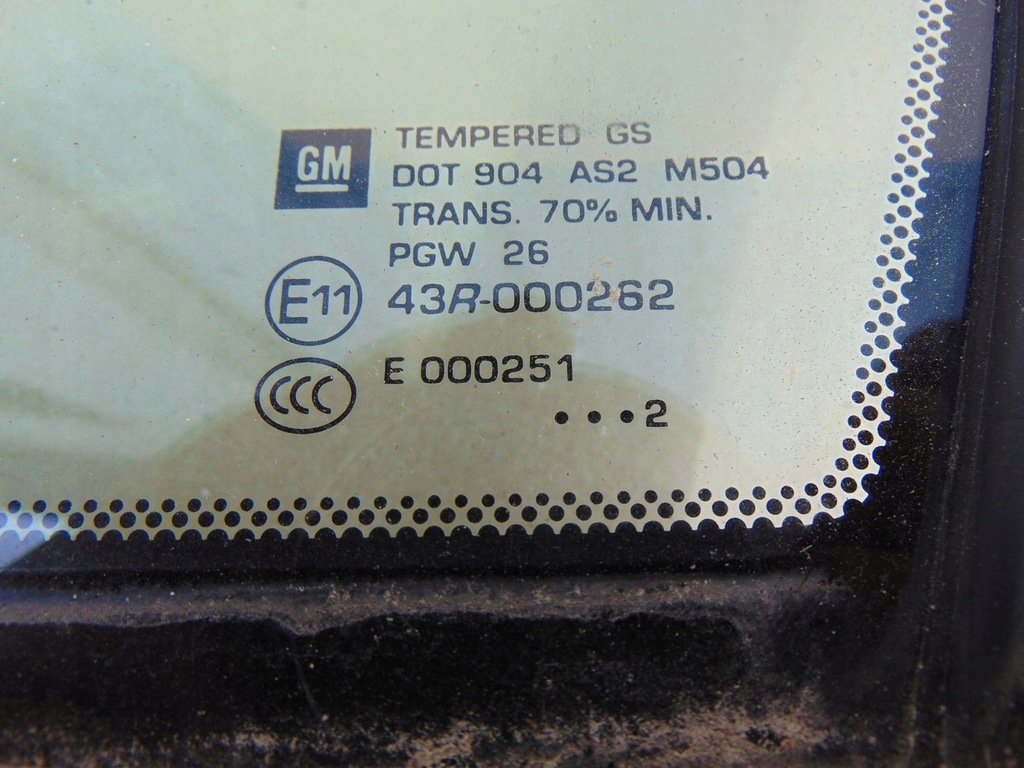 GM
TEMPERED GS
DOT 904 AS2 M504
TRANS. 70% MIN.
PGW 26
E11 43R-000262
CCC E 000251
...2